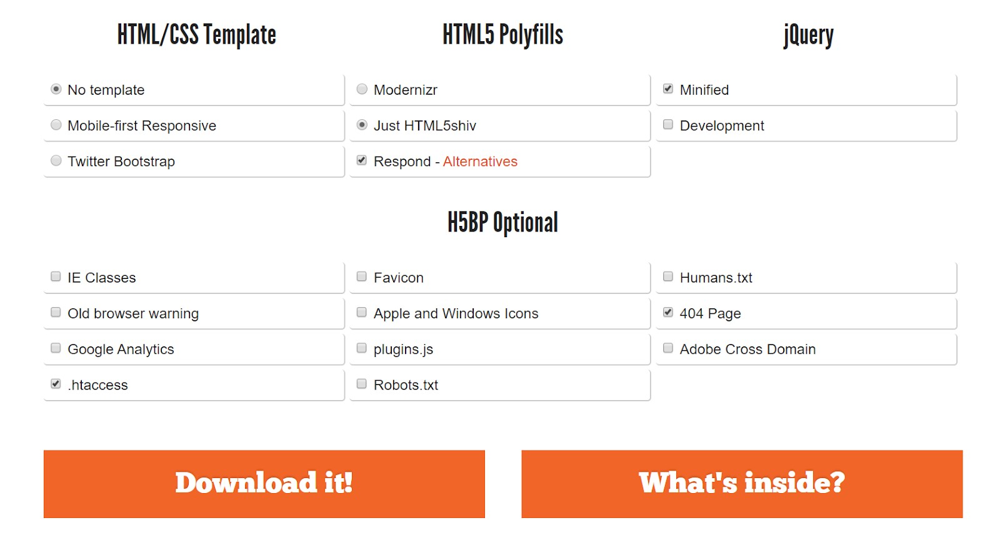 HTML/CSS Template HTML5 Polyfills jQuery
No template Modernizr Minified
Mobile-first Responsive Just HTML5shiv Development
Twitter Bootstrap Respond - Alternatives
H5BP Optional
IE Classes Favicon Humans.txt
Old browser warning Apple and Windows Icons 404 Page
Google Analytics plugins.js Adobe Cross Domain
.htaccess Robots.txt
Download it! What's inside?